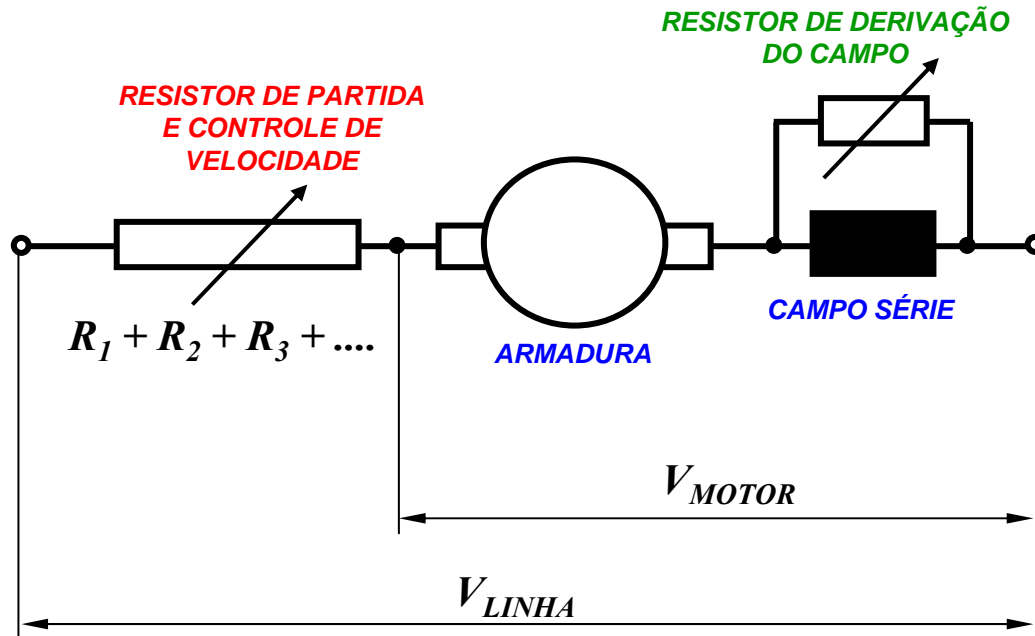 RESISTOR DE DERIVAÇÃO
DO CAMPO
RESISTOR DE PARTIDA
E CONTROLE DE
VELOCIDADE
R1 + R2 + R3 + ....
ARMADURA
CAMPO SÉRIE
VMOTOR
VLINHA